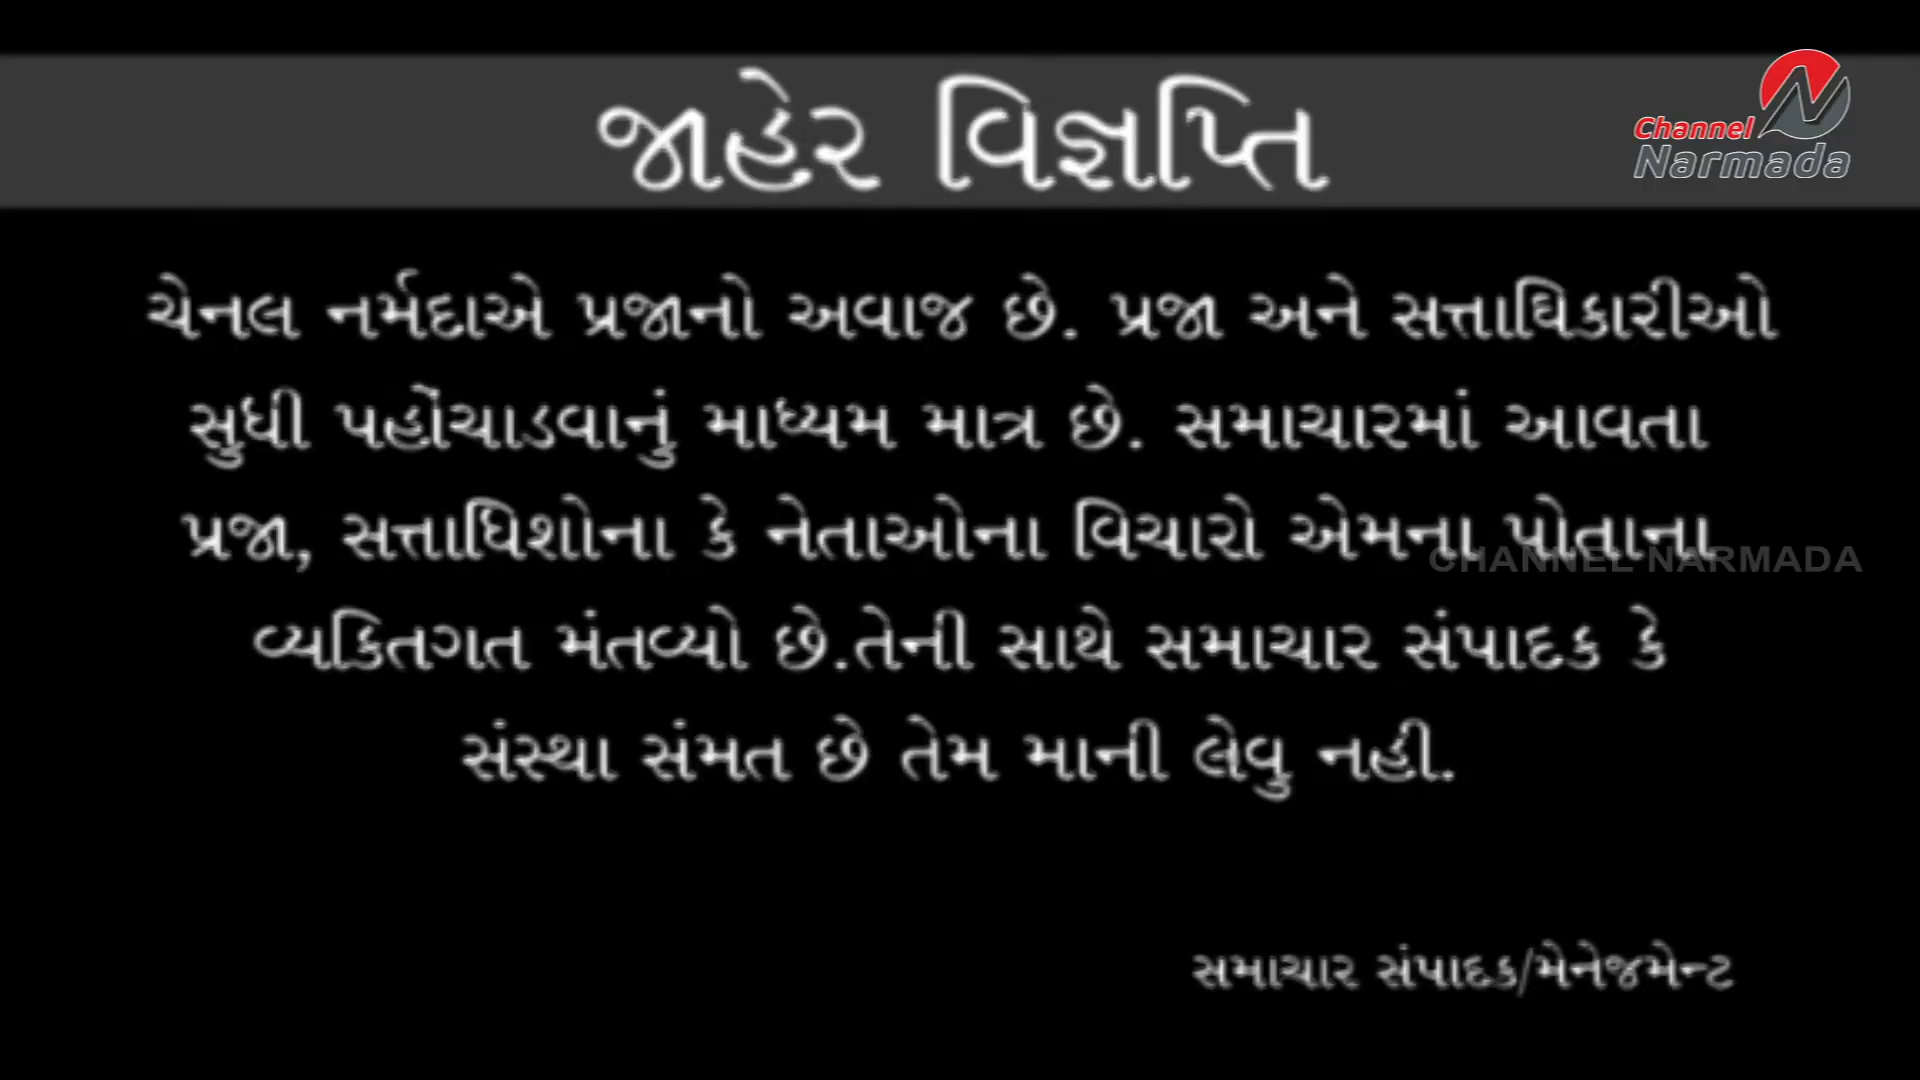 જાહેર વિજ્ઞપ્તિ
Channel
Narmada
ચેનલ નર્મદાએ પ્રજાનો અવાજ છે. પ્રજા અને સત્તાધિકારીઓ
સુધી પહોંચાડવાનું માધ્યમ માત્ર છે. સમાચારમાં આવતા
પ્રજા, સત્તાધિશોના કે નેતાઓના વિચારો એમના પોતાના
CHANNEL NARMADA
વ્યકિતગત મંતવ્યો છે.તેની સાથે સમાચાર સંપાદક કે
સંસ્થા સંમત છે તેમ માની લેવુ નહી.
સમાચાર સંપાદક/મેનેજમેન્ટ